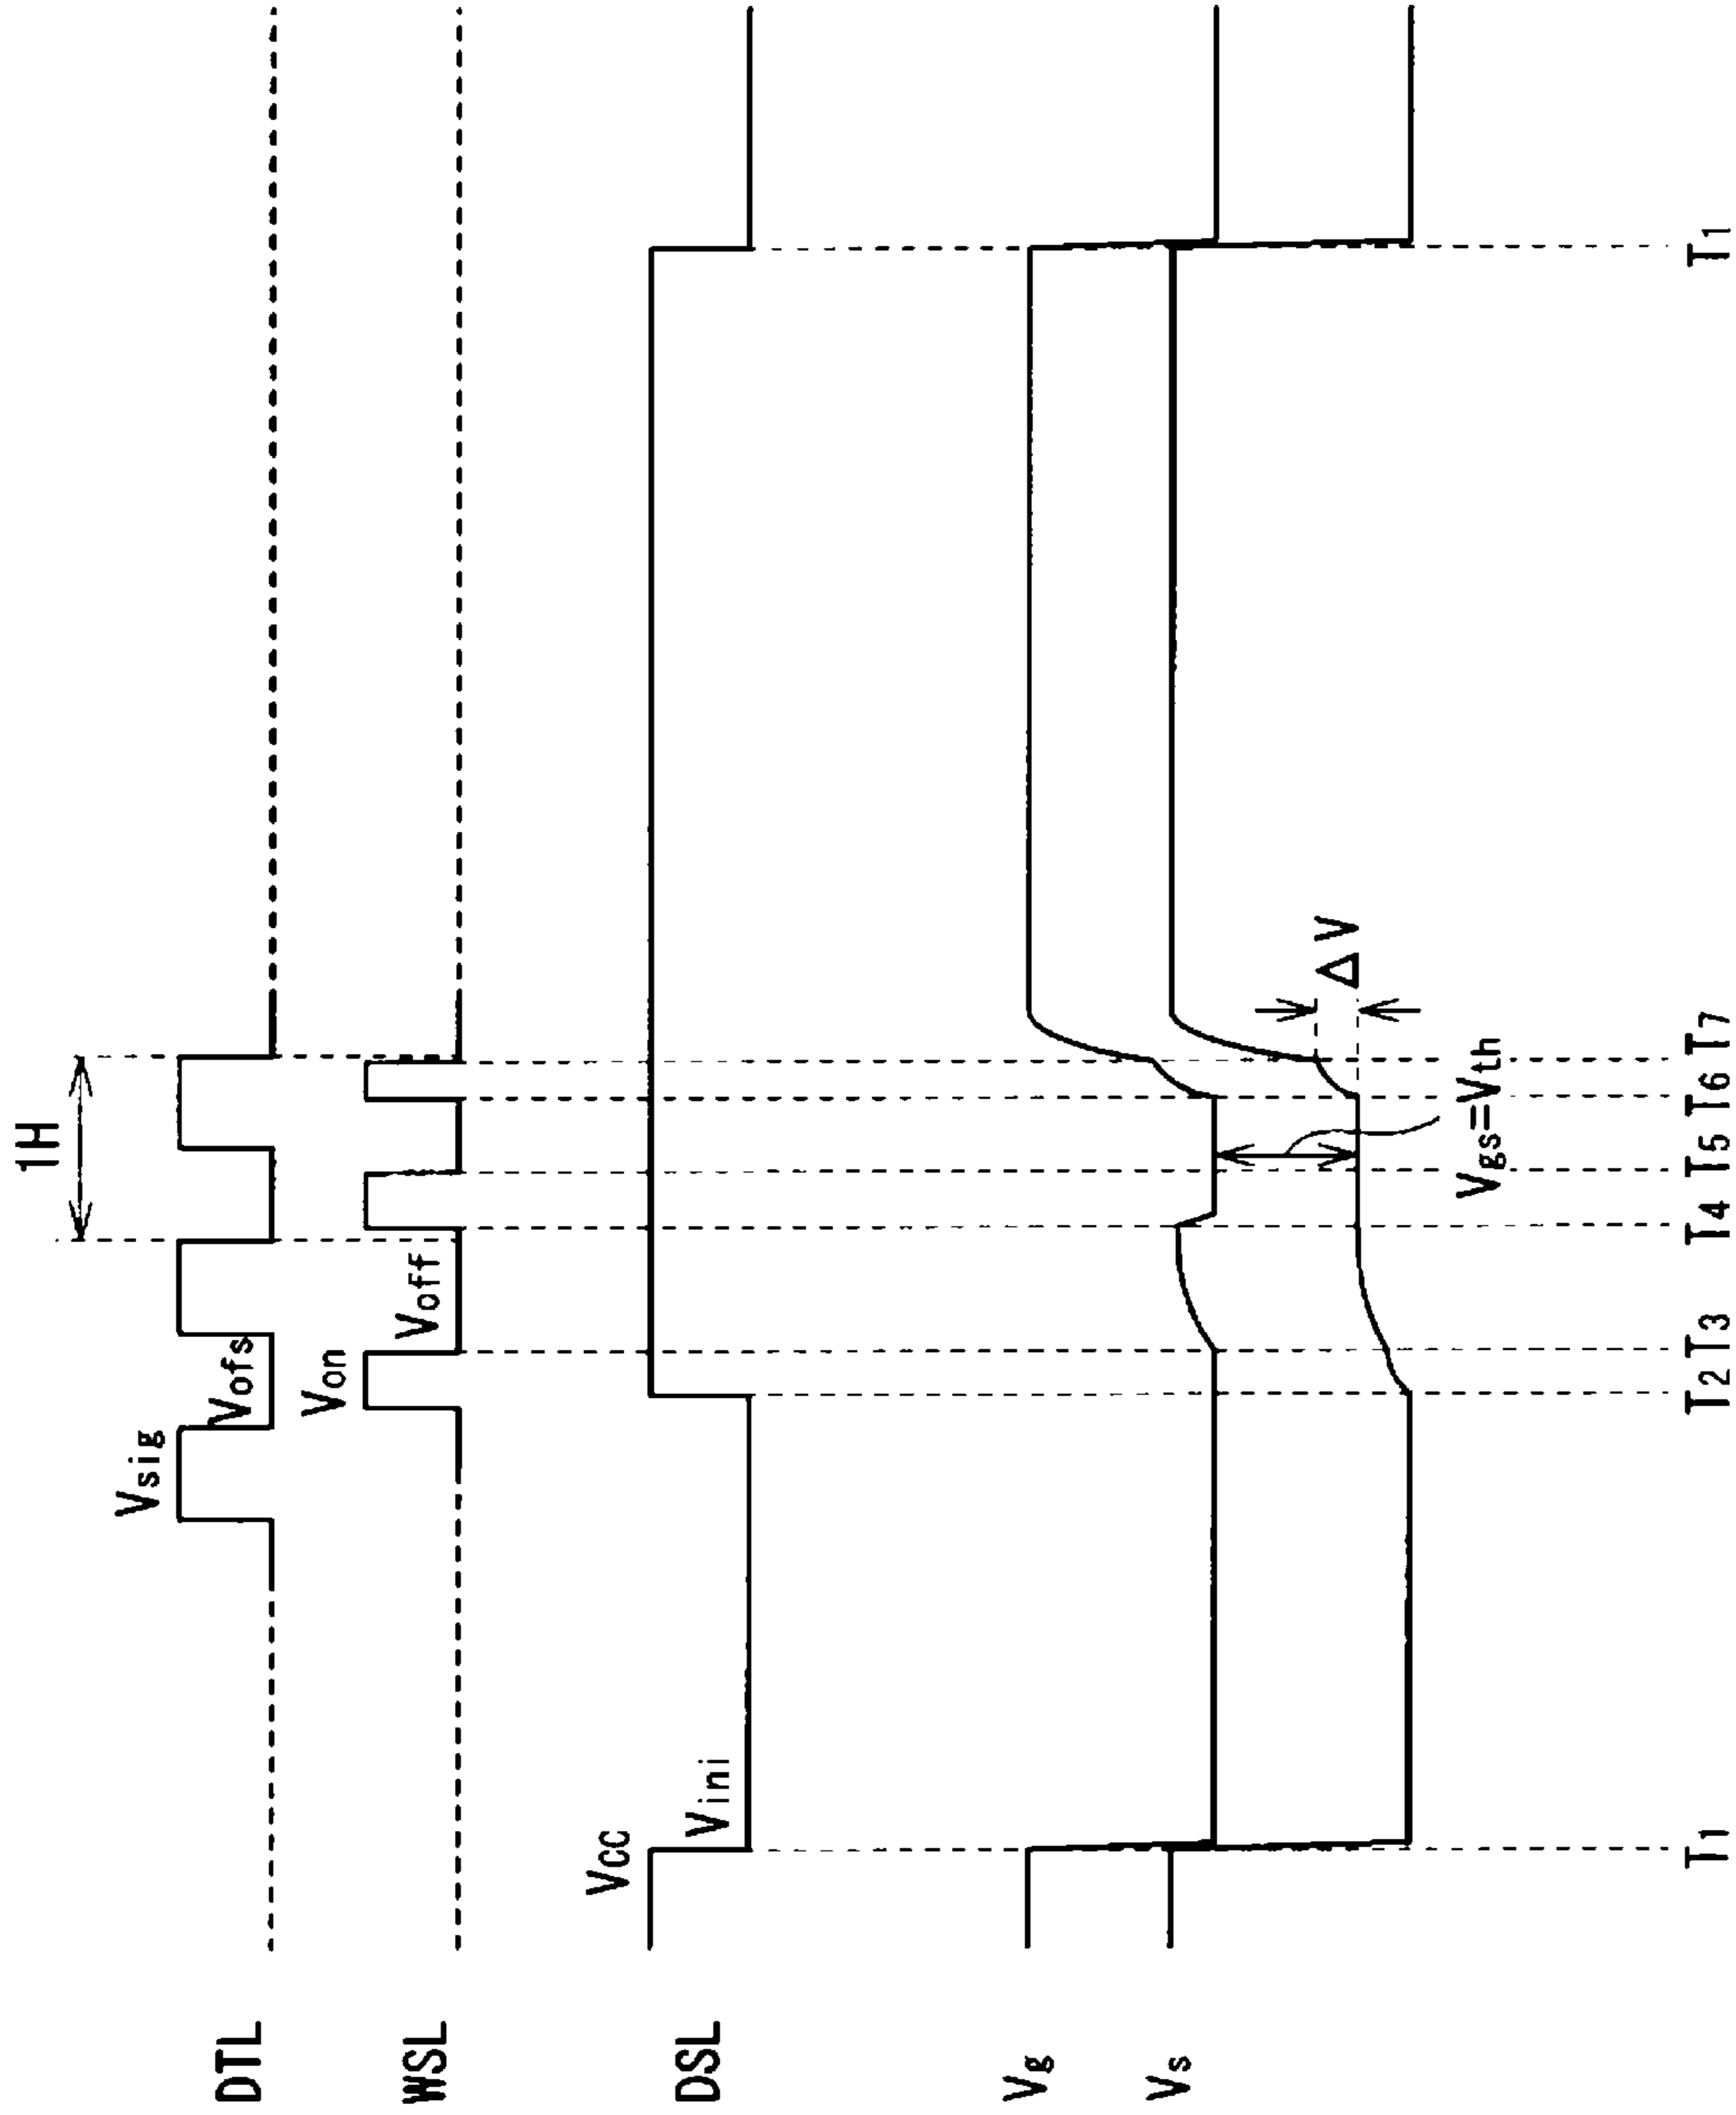 1H
DTL
Vsig
Vofs
WSL
Von
Voff
DSL
Vcc
Vini
Vg
Vs
Vgs=Vth
ΔV
T1
T2
T3
T4
T5
T6
T7
T1